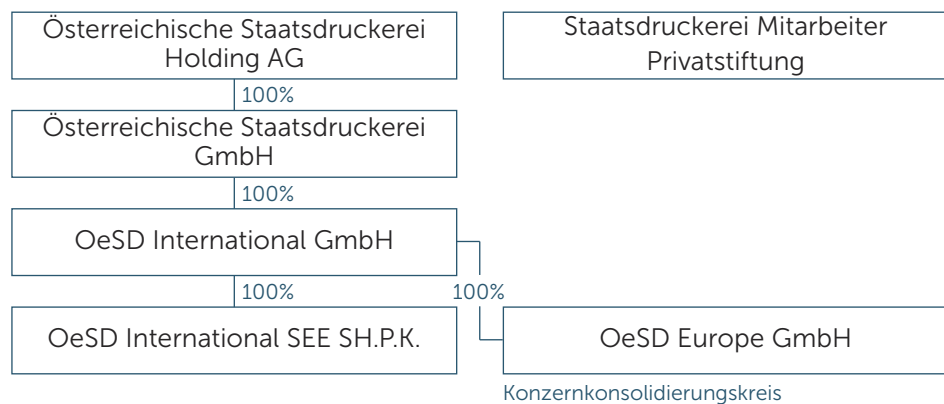 Österreichische Staatsdruckerei
Holding AG
Staatsdruckerei Mitarbeiter
Privatstiftung
100%
Österreichische Staatsdruckerei
GmbH
100%
OeSD International GmbH
100%
100%
OeSD International SEE SH.P.K.
OeSD Europe GmbH
Konzernkonsolidierungskreis